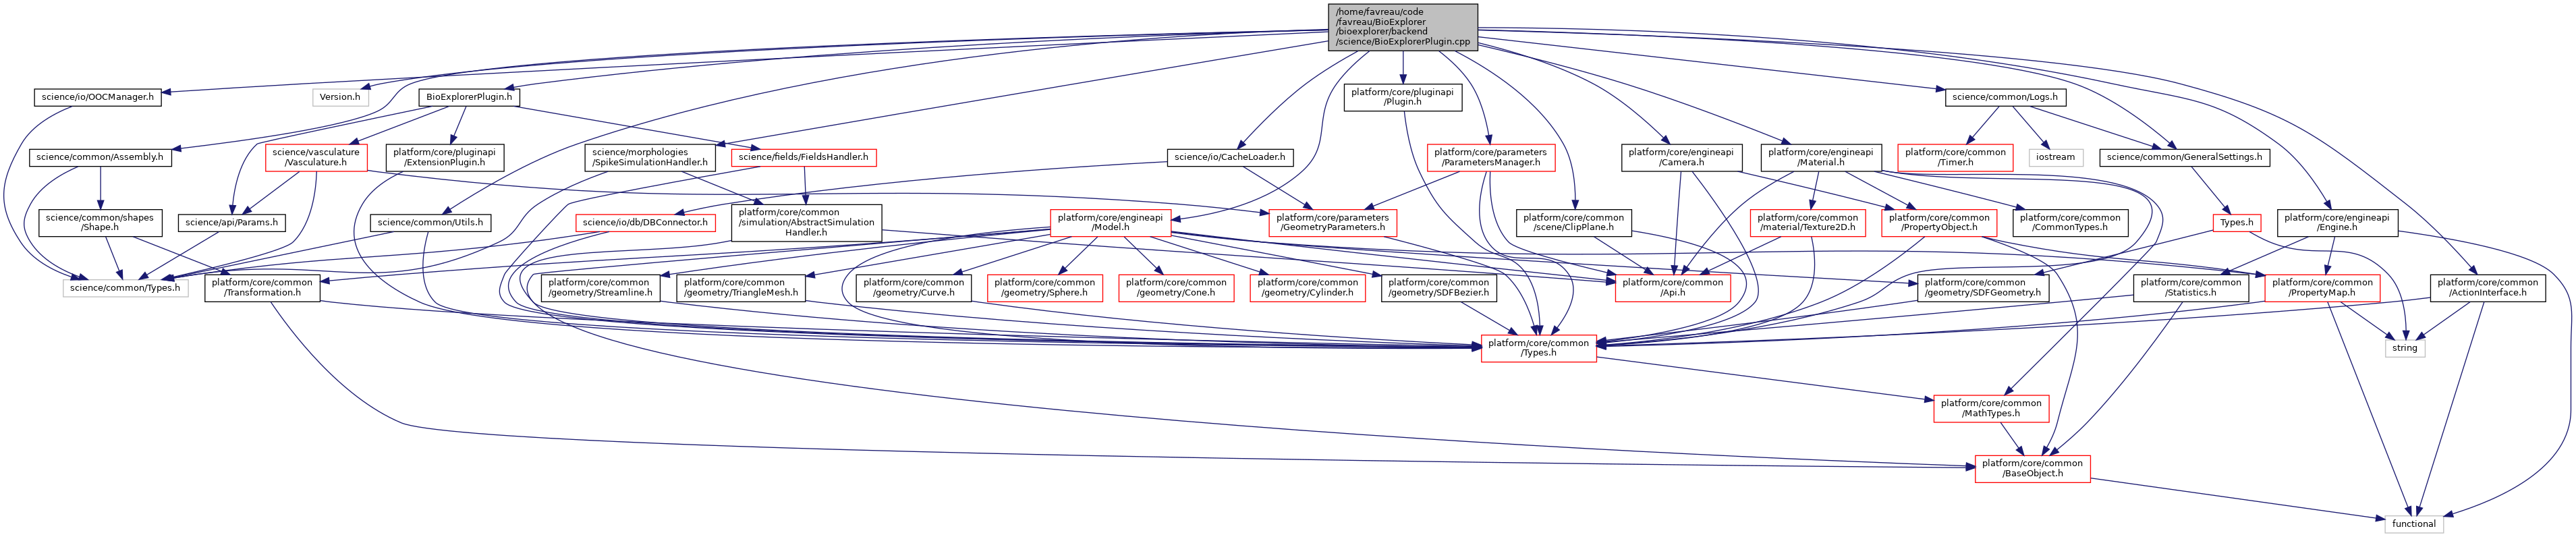 /home/favreau/code
/favreau/BioExplorer
/bioexplorer/backend
/science/BioExplorerPlugin.cpp
science/io/OOCManager.h
Version.h
BioExplorerPlugin.h
platform/core/pluginapi
/Plugin.h
science/common/Logs.h
science/common/Assembly.h
science/vasculature
/Vasculature.h
platform/core/pluginapi
/ExtensionPlugin.h
science/morphologies
/SpikeSimulationHandler.h
science/fields/FieldsHandler.h
science/io/CacheLoader.h
platform/core/parameters
/ParametersManager.h
platform/core/engineapi
/Camera.h
platform/core/engineapi
/Material.h
platform/core/common
/Timer.h
iostream
science/common/GeneralSettings.h
science/common/shapes
/Shape.h
science/api/Params.h
science/common/Utils.h
science/io/db/DBConnector.h
platform/core/common
/simulation/AbstractSimulation
Handler.h
platform/core/engineapi
/Model.h
platform/core/parameters
/GeometryParameters.h
platform/core/common
/scene/ClipPlane.h
platform/core/common
/material/Texture2D.h
platform/core/common
/PropertyObject.h
platform/core/common
/CommonTypes.h
Types.h
platform/core/engineapi
/Engine.h
science/common/Types.h
platform/core/common
/Transformation.h
platform/core/common
/geometry/Streamline.h
platform/core/common
/geometry/TriangleMesh.h
platform/core/common
/geometry/Curve.h
platform/core/common
/geometry/Sphere.h
platform/core/common
/geometry/Cone.h
platform/core/common
/geometry/Cylinder.h
platform/core/common
/geometry/SDFBezier.h
platform/core/common
/Api.h
platform/core/common
/geometry/SDFGeometry.h
platform/core/common
/Statistics.h
platform/core/common
/PropertyMap.h
platform/core/common
/ActionInterface.h
platform/core/common
/Types.h
string
platform/core/common
/MathTypes.h
platform/core/common
/BaseObject.h
functional